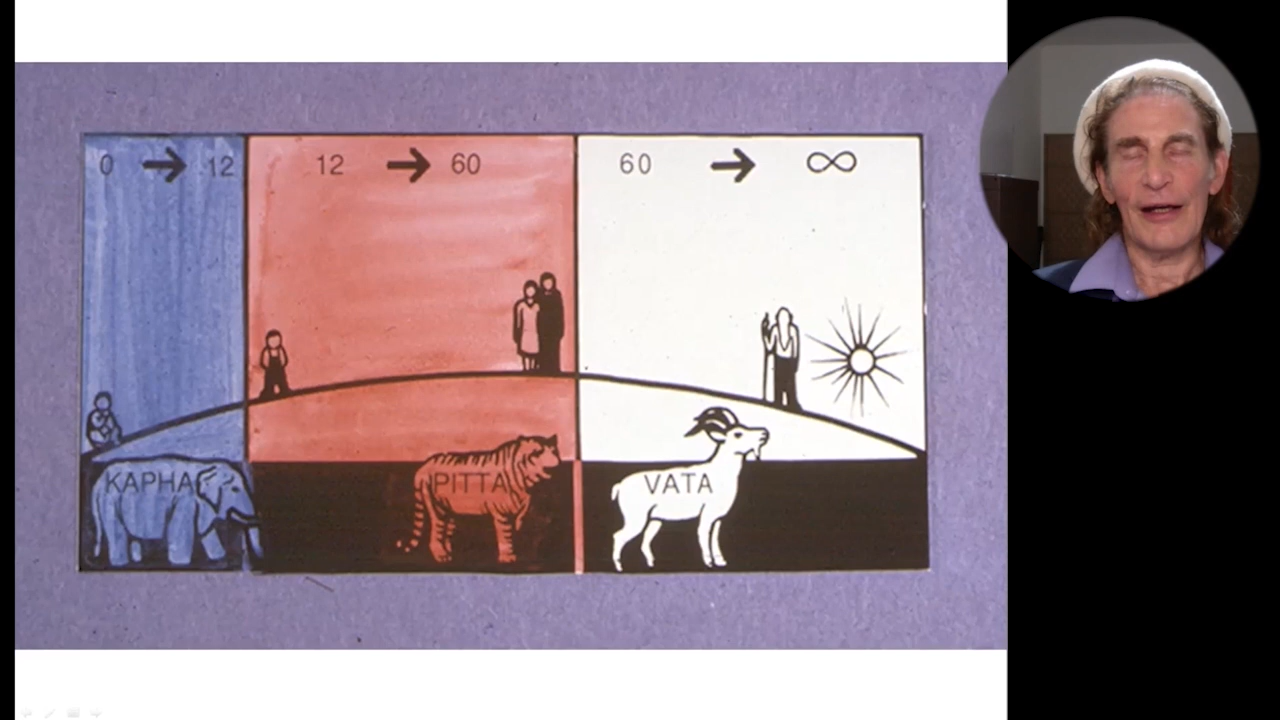 0 → 12
12 → 60
60 → ∞
KAPHA
PITTA
VATA